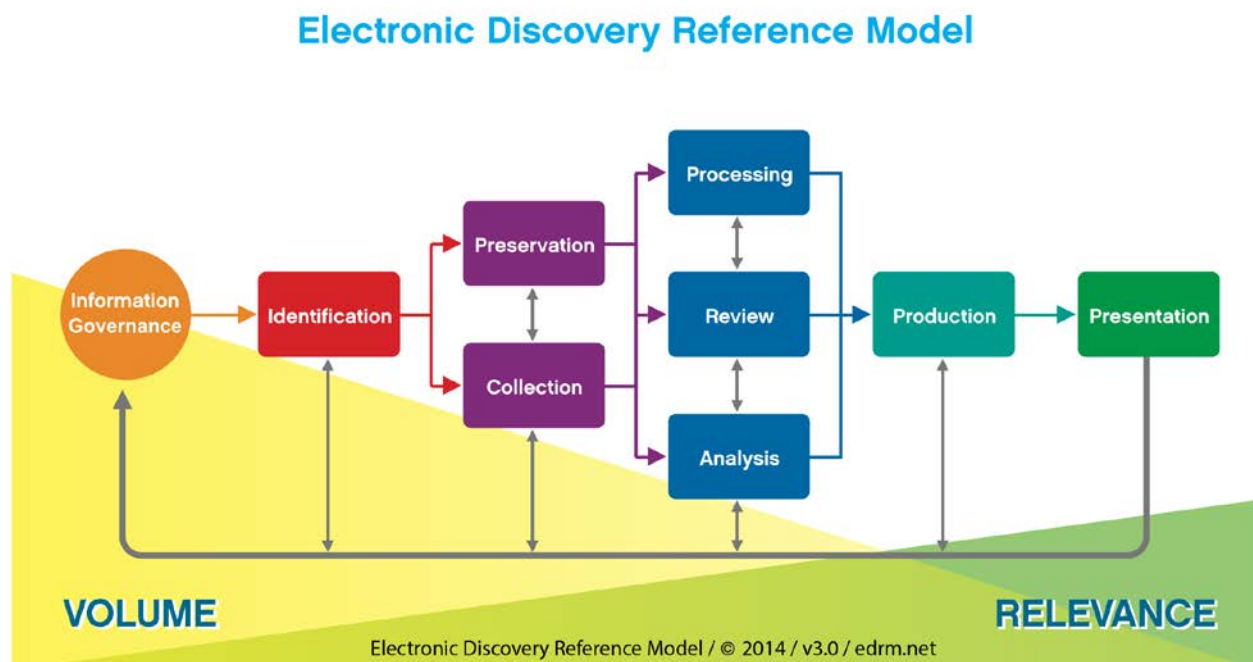 Electronic Discovery Reference Model
Processing
Preservation
Information
Governance
Identification
Review
Production
Presentation
Collection
Analysis
VOLUME
RELEVANCE
Electronic Discovery Reference Model / © 2014 / v3.0 / edrm.net